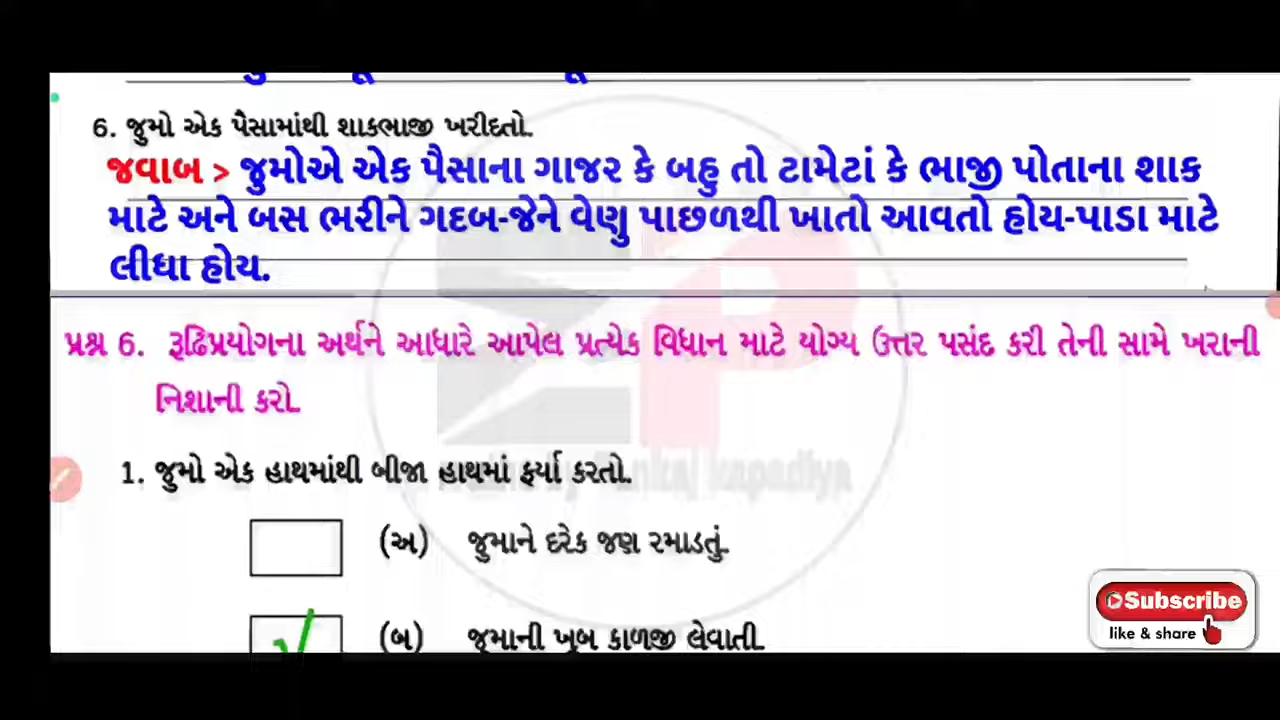 6. જુમો એક પૈસામાંથી શાકભાજી ખરીદતો.
જવાબ > જુમોએ એક પૈસાના ગાજર કે બહુ તો ટામેટાં કે ભાજી પોતાના શાક
માટે અને બસ ભરીને ગદબ-જેને વેણુ પાછળથી ખાતો આવતો હોય-પાડા માટે
લીધા હોય.
પ્રશ્ન 6. રૂઢિપ્રયોગના અર્થને આધારે આપેલ પ્રત્યેક વિધાન માટે યોગ્ય ઉત્તર પસંદ કરી તેની સામે ખરાની
નિશાની કરો.
1. જુમો એક હાથમાંથી બીજા હાથમાં ફર્યા કરતો.
(અ) જુમાને દરેક જણ રમાડતું.
(બ) જુમાની ખુબ કાળજી લેવાતી.
Subscribe
like & share